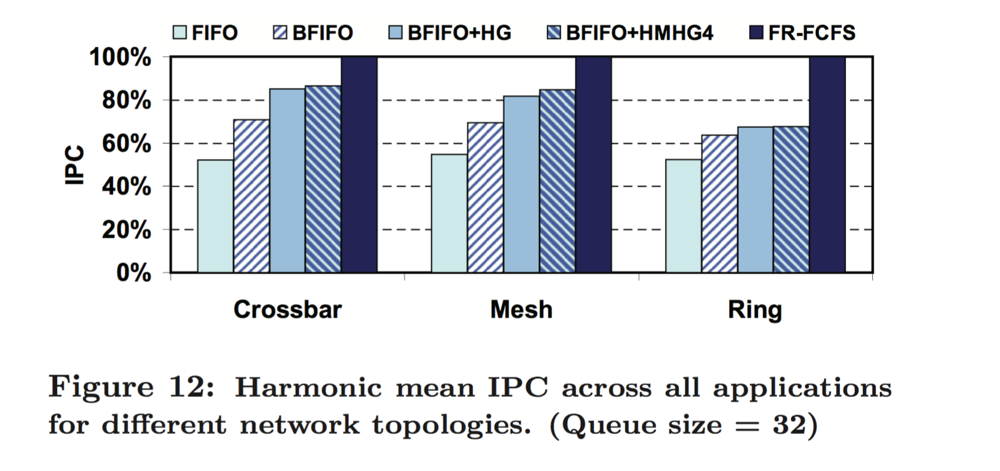 FIFO BFIFO BFIFO+HG BFIFO+HMHG4 FR-FCFS
100%
80%
60%
40%
20%
0%
IPC
Crossbar Mesh Ring
Figure 12: Harmonic mean IPC across all applications
for different network topologies. (Queue size = 32)